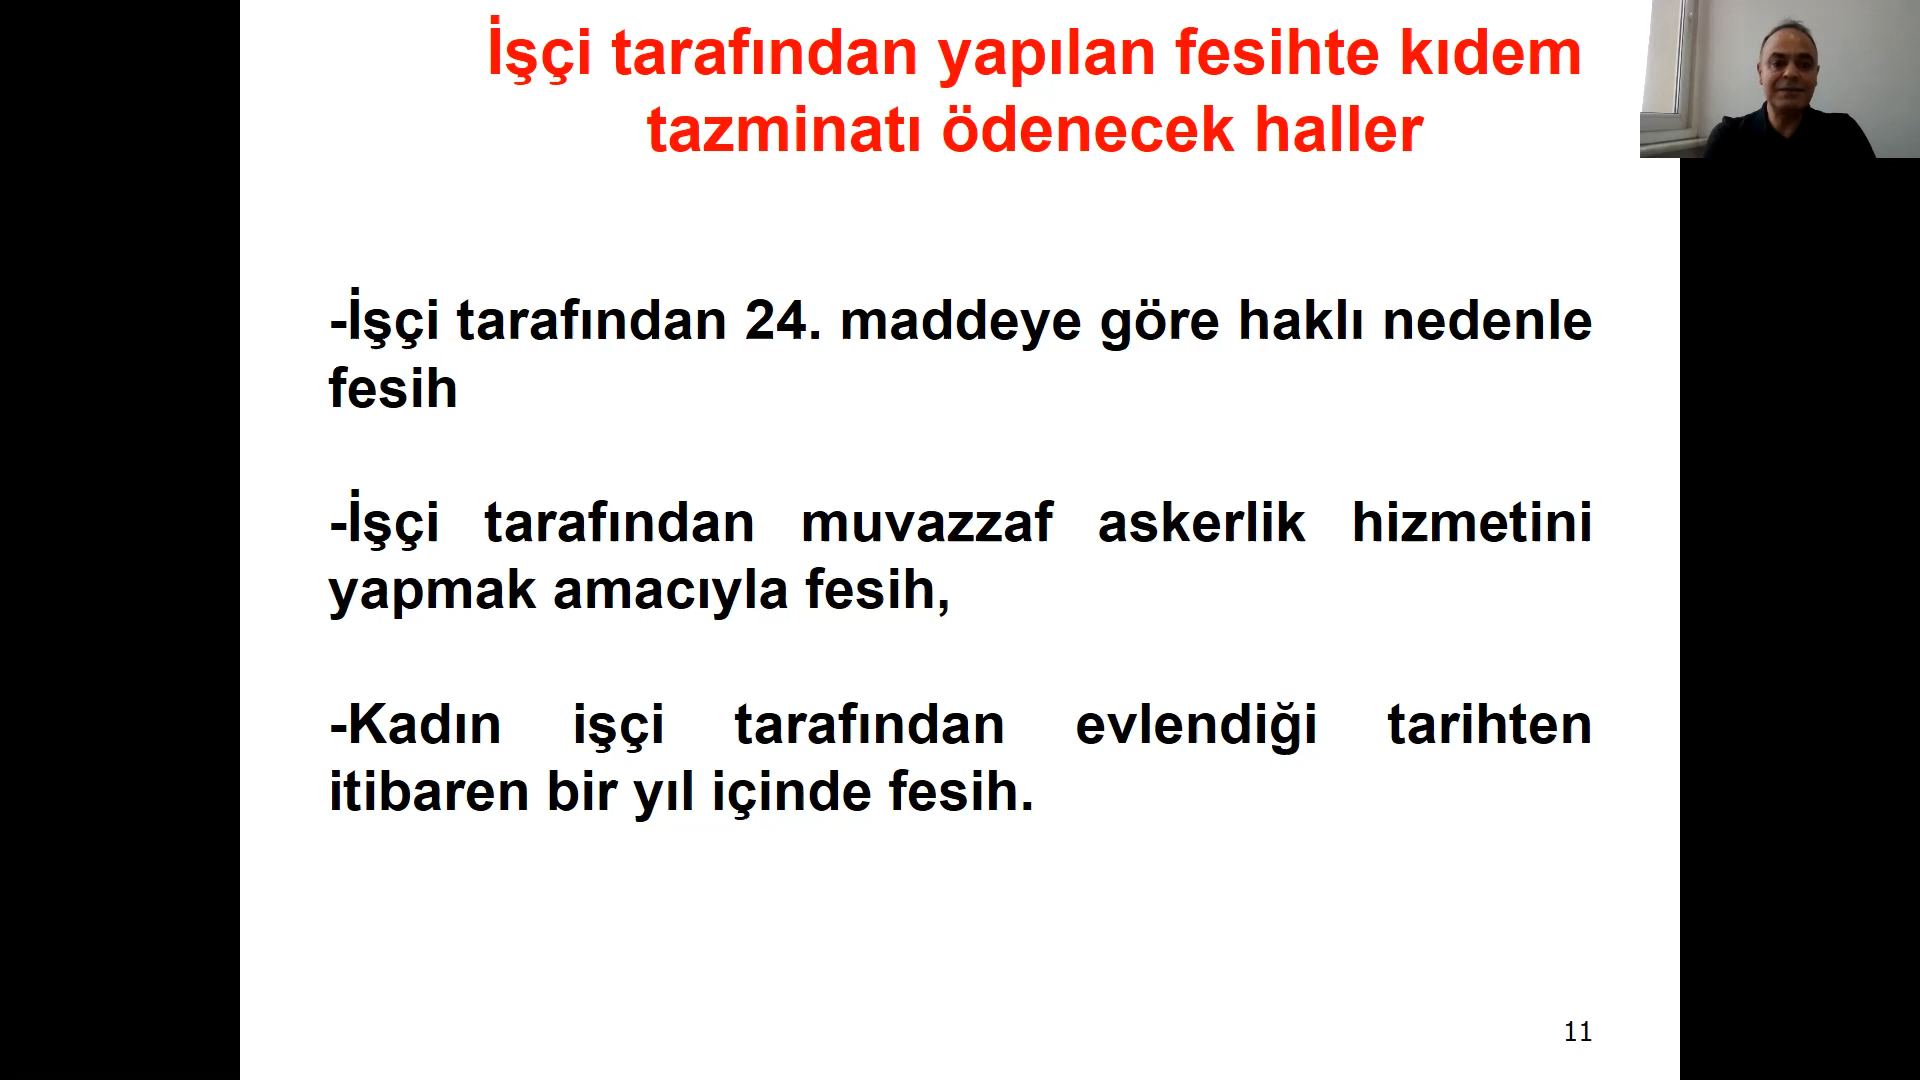 İşçi tarafından yapılan fesihte kıdem
tazminatı ödenecek haller
-İşçi tarafından 24. maddeye göre haklı nedenle
fesih
-İşçi tarafından muvazzaf askerlik hizmetini
yapmak amacıyla fesih,
-Kadın işçi tarafından evlendiği tarihten
itibaren bir yıl içinde fesih.
11